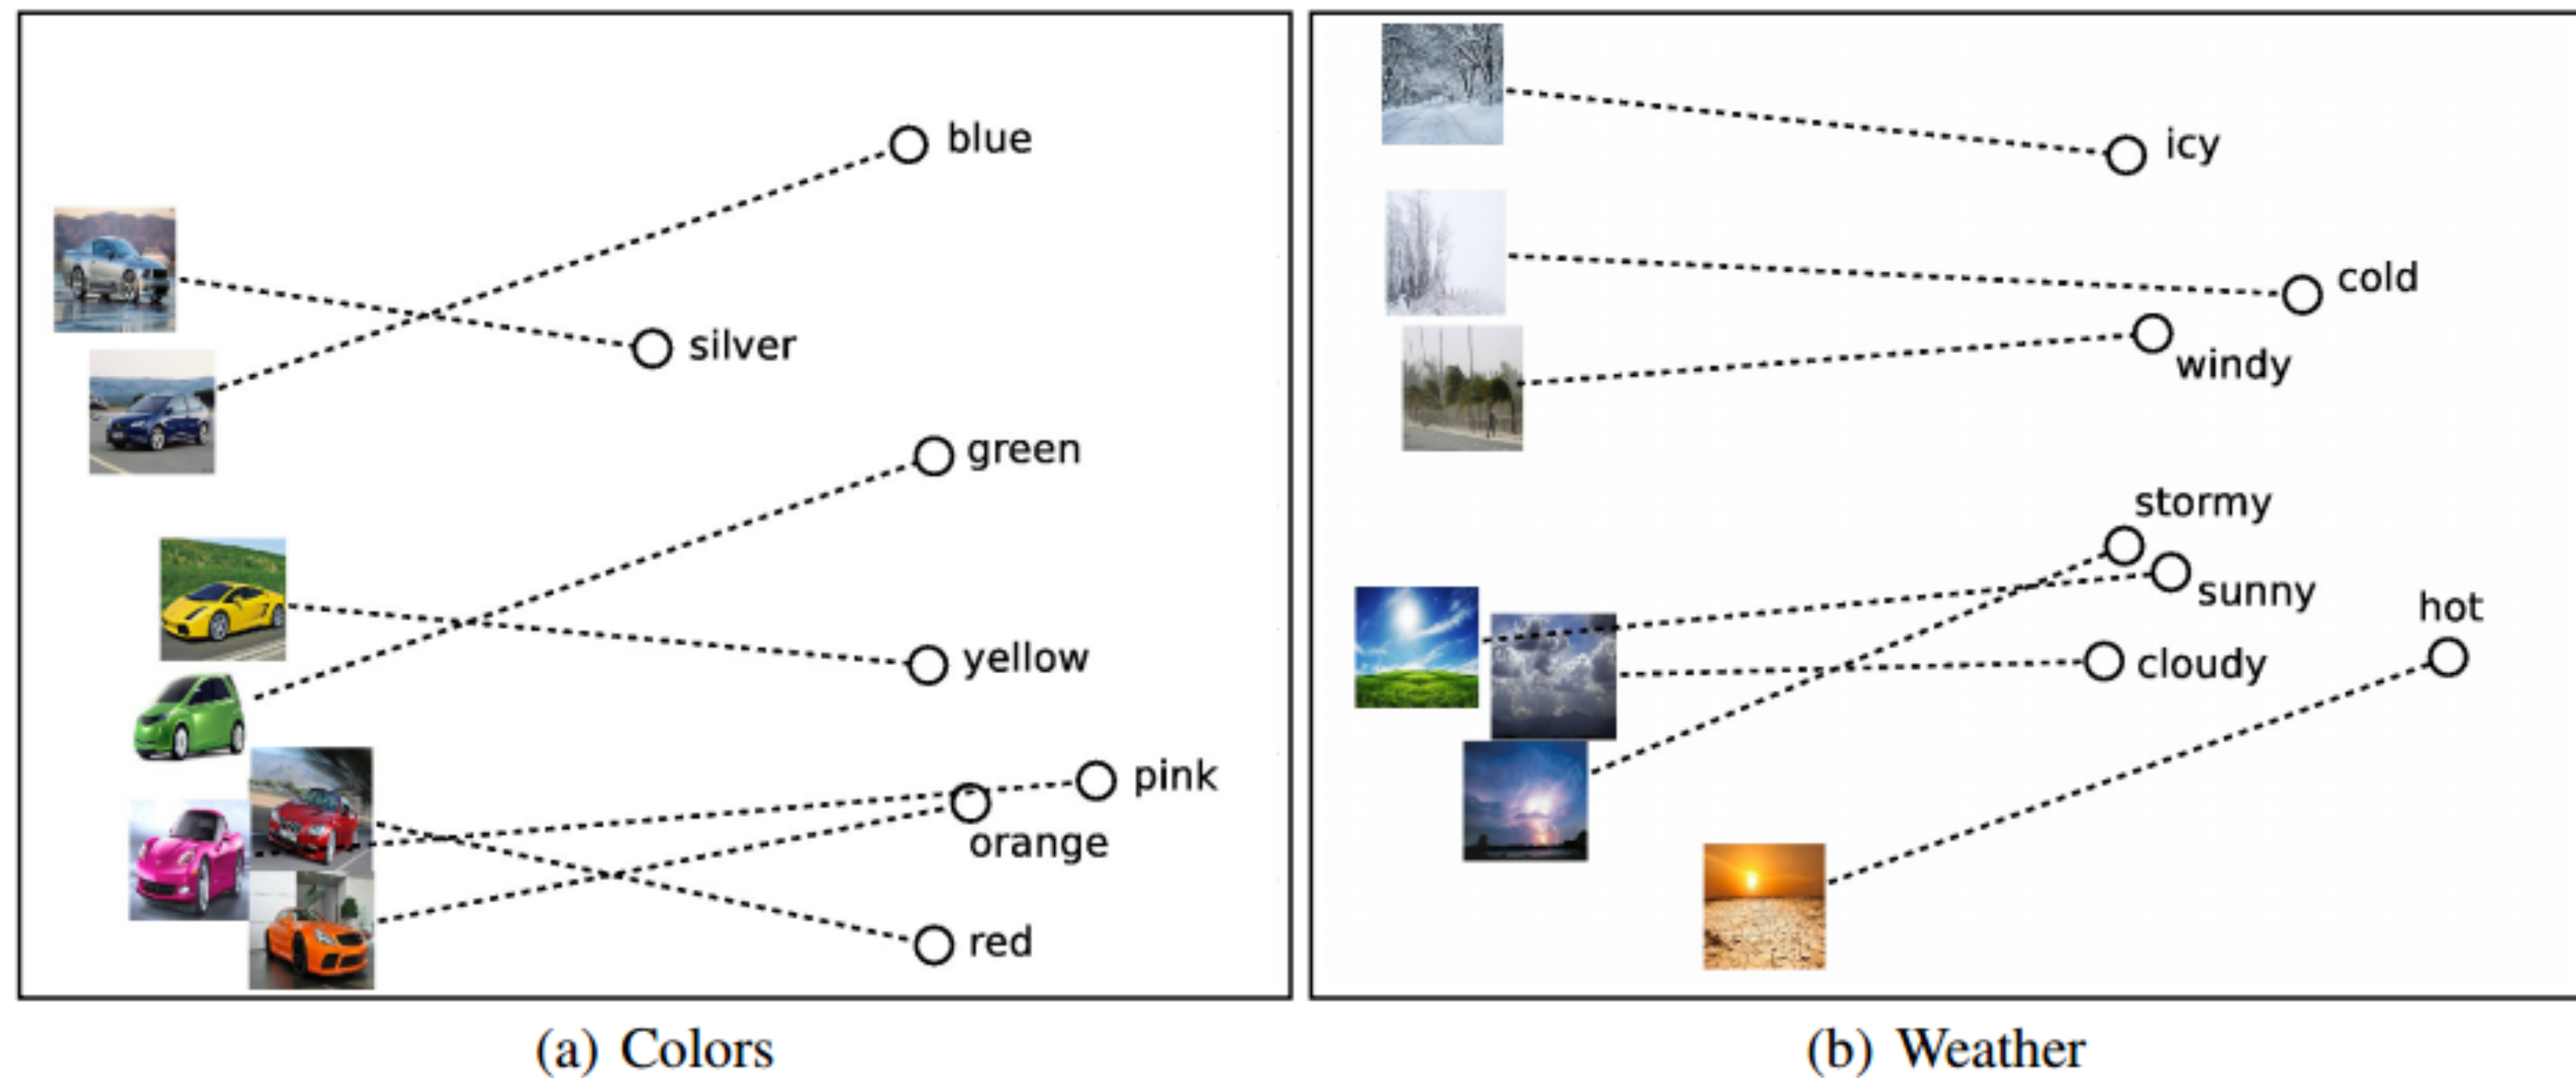 blue
silver
green
yellow
pink
orange
red
(a) Colors
icy
cold
windy
stormy
sunny
hot
cloudy
(b) Weather